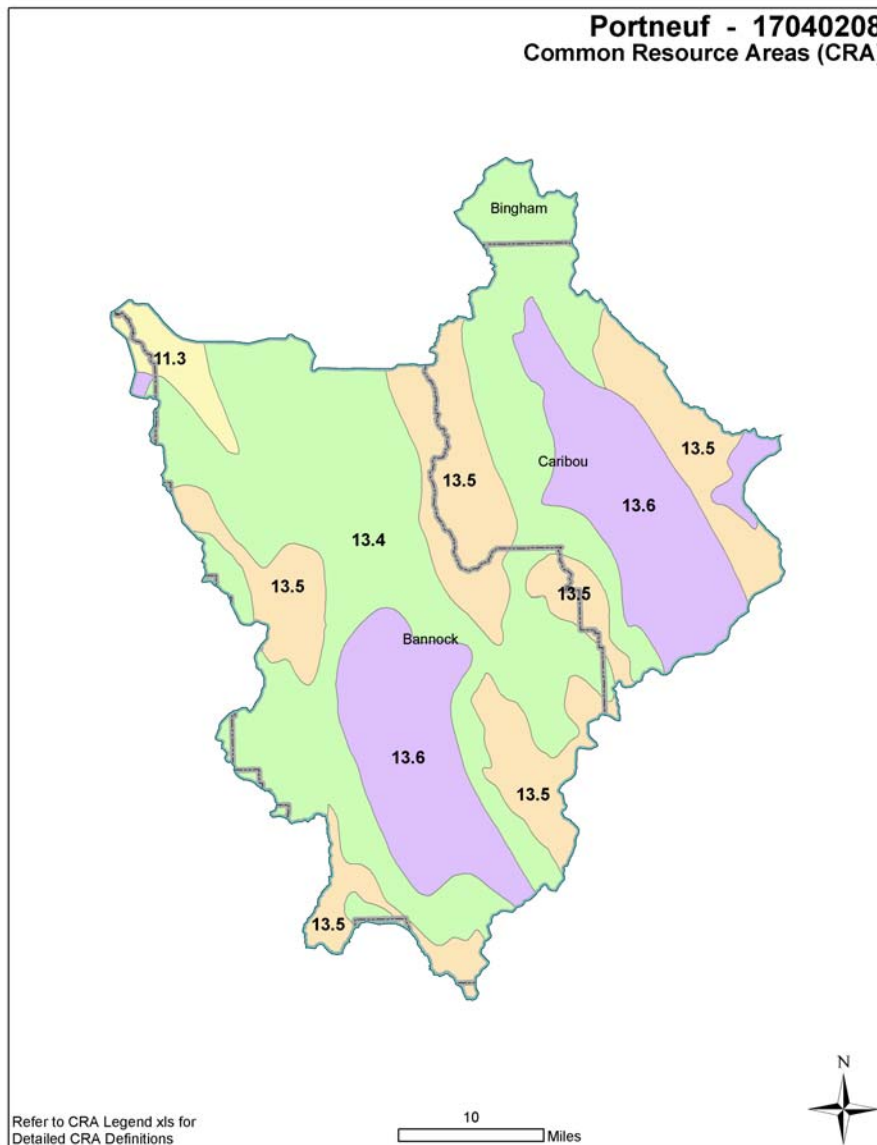 Portneuf - 17040208
Common Resource Areas (CRA)
Bingham
11.3
13.5
Caribou
13.5
13.6
13.4
13.5
13.5
Bannock
13.6
13.5
13.5
N
Refer to CRA Legend xls for
Detailed CRA Definitions
10
Miles